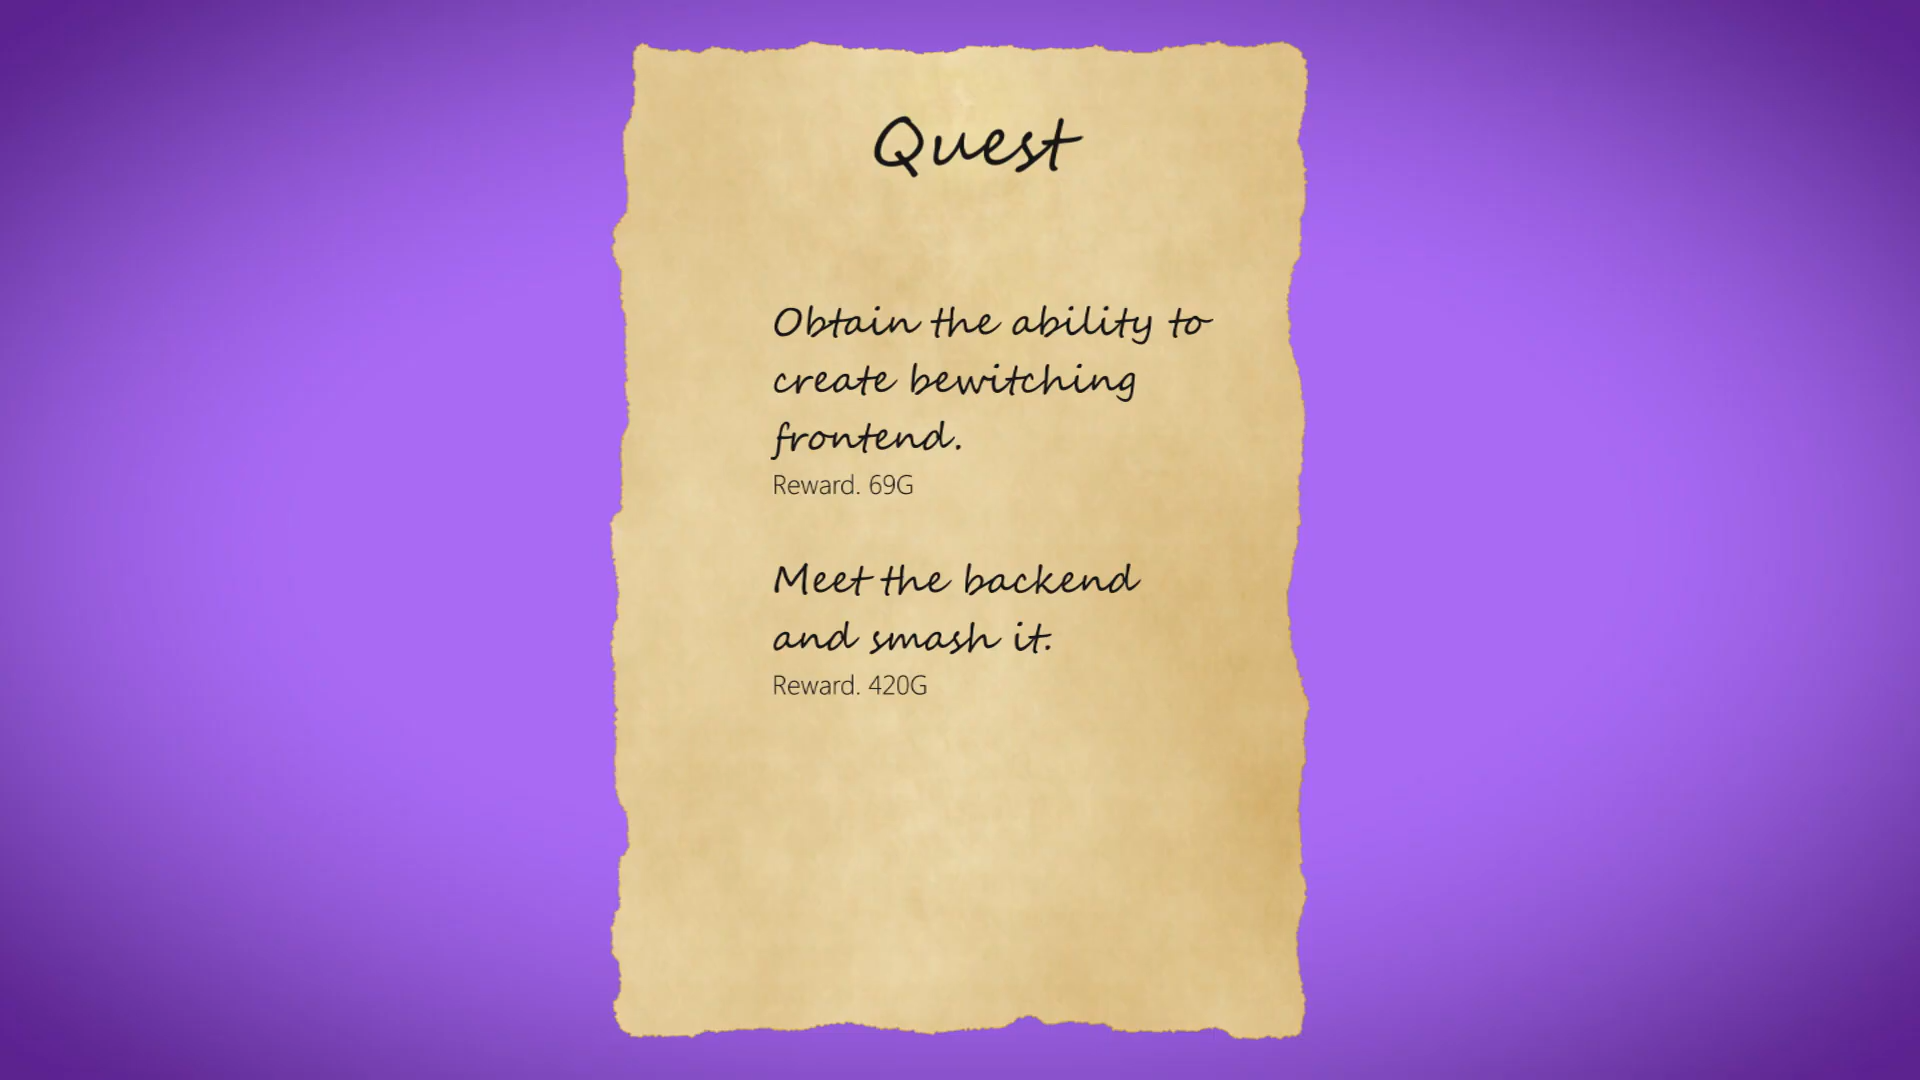 Quest
Obtain the ability to
create bewitching
frontend.
Reward. 69G
Meet the backend
and smash it.
Reward. 420G